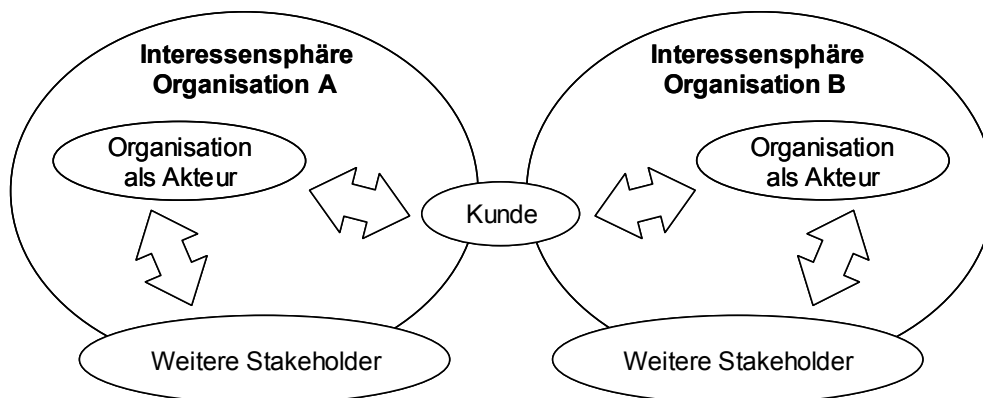 Interessensphäre
Organisation A
Interessensphäre
Organisation B
Organisation
als Akteur
Organisation
als Akteur
Kunde
Weitere Stakeholder
Weitere Stakeholder